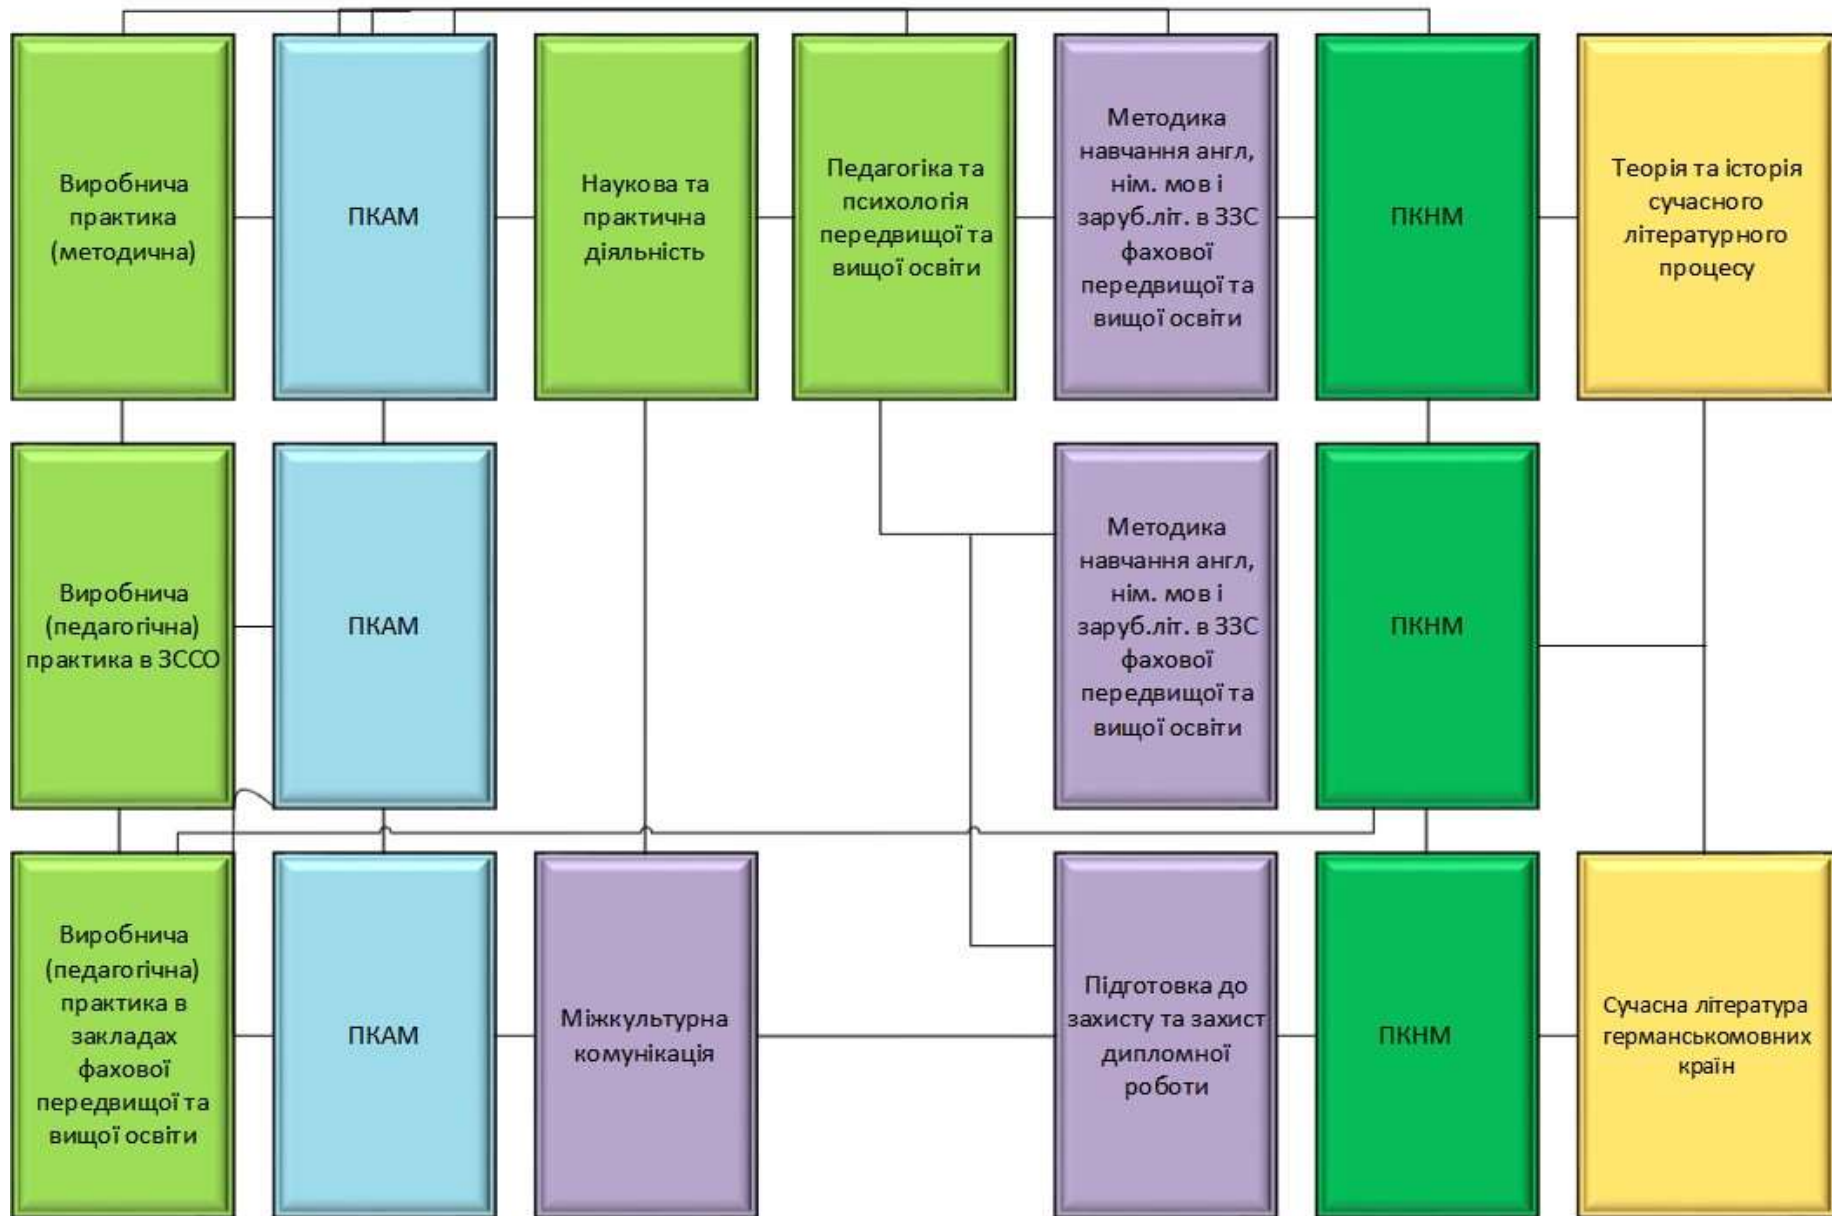 Виробнича
практика
(методична)
ПКАМ
Наукова та
практична
діяльність
Педагогіка та
психологія
передвищої та
вищої освіти
Методика
навчання англ,
нім. мов і
заруб.літ. в ЗЗС
фахової
передвищої та
вищої освіти
ПКНМ
Теорія та історія
сучасного
літературного
процесу
Виробнича
(педагогічна)
практика в ЗССО
ПКАМ
Методика
навчання англ,
нім. мов і
заруб.літ. в ЗЗС
фахової
передвищої та
вищої освіти
ПКНМ
Виробнича
(педагогічна)
практика в
закладах
фахової
передвищої та
вищої освіти
ПКАМ
Міжкультурна
комунікація
Підготовка до
захисту та захист
дипломної
роботи
ПКНМ
Сучасна література
германськомовних
країн